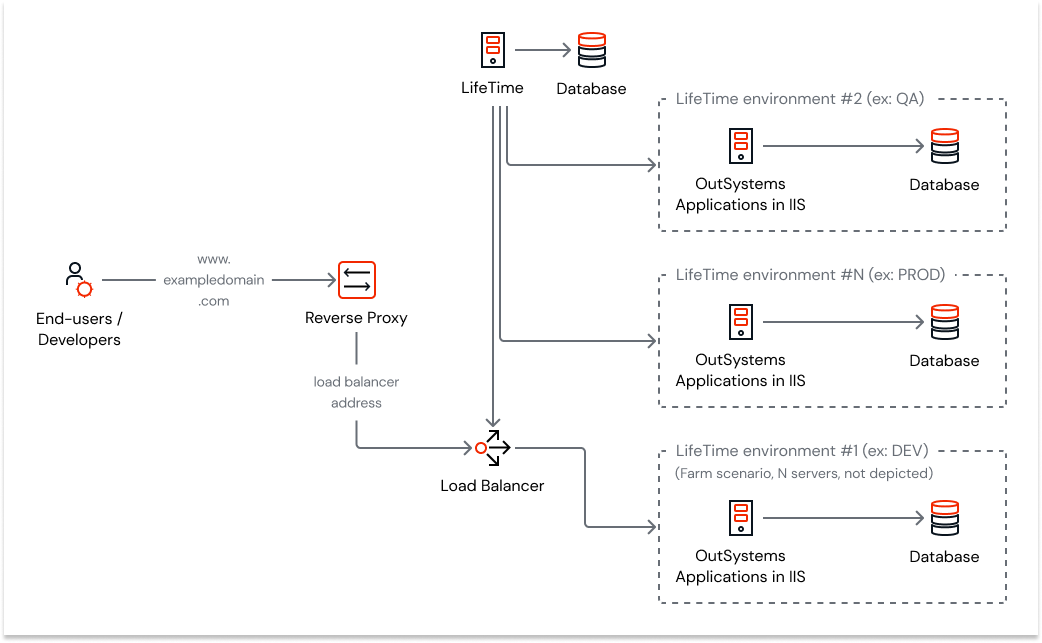 LifeTime
Database
LifeTime environment #2 (ex: QA)
OutSystems
Applications in IIS
Database
www.
exampledomain
.com
End-users /
Developers
Reverse Proxy
LifeTime environment #N (ex: PROD)
OutSystems
Applications in IIS
Database
load balancer
address
Load Balancer
LifeTime environment #1 (ex: DEV)
(Farm scenario, N servers, not depicted)
OutSystems
Applications in IIS
Database